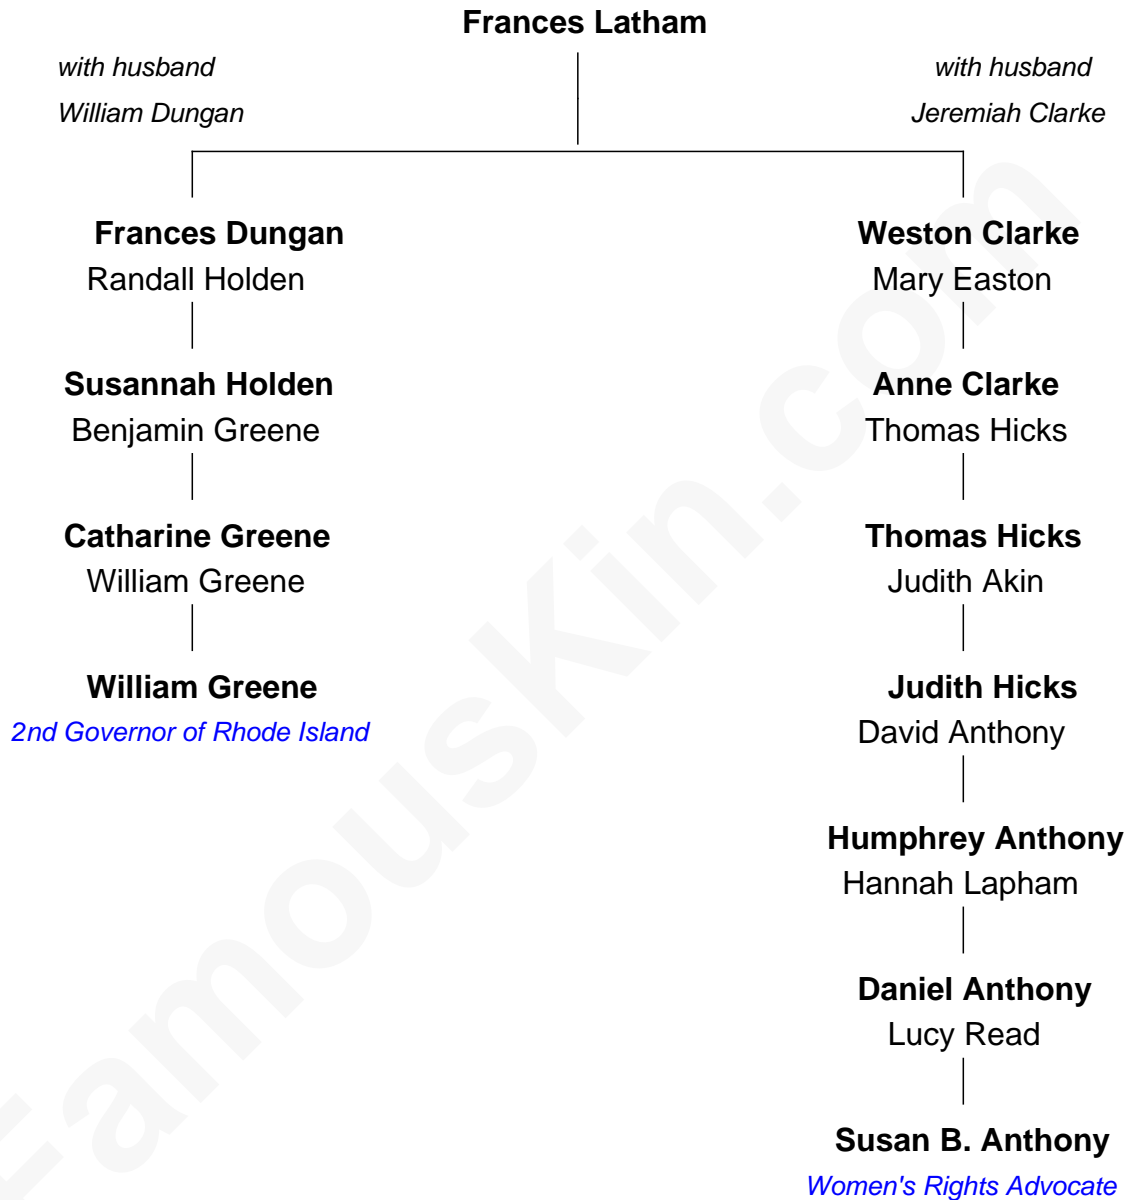 Frances Latham
with husband
William Dungan
with husband
Jeremiah Clarke
Frances Dungan
Randall Holden
Susannah Holden
Benjamin Greene
Catharine Greene
William Greene
William Greene
2nd Governor of Rhode Island
Weston Clarke
Mary Easton
Anne Clarke
Thomas Hicks
Thomas Hicks
Judith Akin
Judith Hicks
David Anthony
Humphrey Anthony
Hannah Lapham
Daniel Anthony
Lucy Read
Susan B. Anthony
Women's Rights Advocate
FamousKin.com